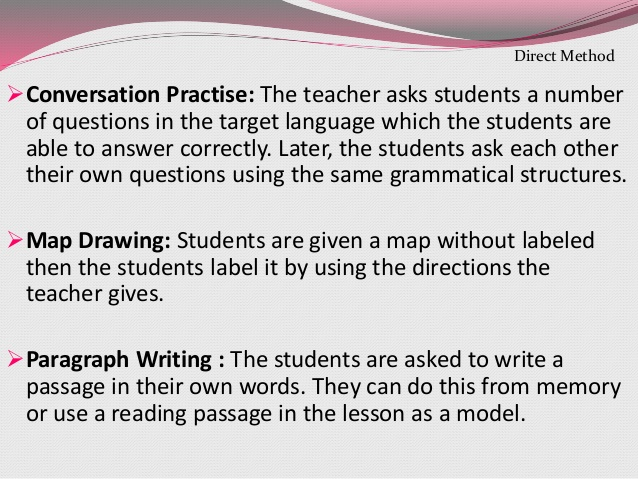 Direct Method
➢Conversation Practise: The teacher asks students a number
of questions in the target language which the students are
able to answer correctly. Later, the students ask each other
their own questions using the same grammatical structures.
➢Map Drawing: Students are given a map without labeled
then the students label it by using the directions the
teacher gives.
➢Paragraph Writing : The students are asked to write a
passage in their own words. They can do this from memory
or use a reading passage in the lesson as a model.